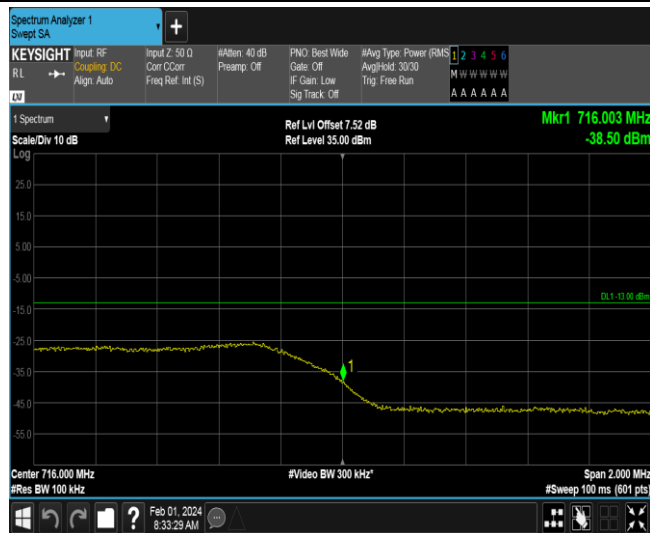 Spectrum Analyzer 1
Swept SA
+
KEYSIGHT
RL
LXI
Input: RF
Coupling: DC
Align: Auto
Input Z: 50 Ω
Corr CCorr
Freq Ref: Int (S)
#Atten: 40 dB
Preamp: Off
PNO: Best Wide
Gate: Off
IF Gain: Low
Sig Track: Off
#Avg Type: Power (RMS
Avg|Hold: 30/30
Trig: Free Run
1 2 3 4 5 6
M W W W W W
A A A A A A
1 Spectrum
Scale/Div 10 dB
Log
Ref Lvl Offset 7.52 dB
Ref Level 35.00 dBm
Mkr1 716.003 MHz
-38.50 dBm
25.0
15.0
5.00
-5.00
DL1 -13.00 dBm
-15.0
-25.0
-35.0
1
-45.0
-55.0
Center 716.000 MHz
#Res BW 100 kHz
#Video BW 300 kHz*
Span 2.000 MHz
#Sweep 100 ms (601 pts)
?
Feb 01, 2024
8:33:29 AM